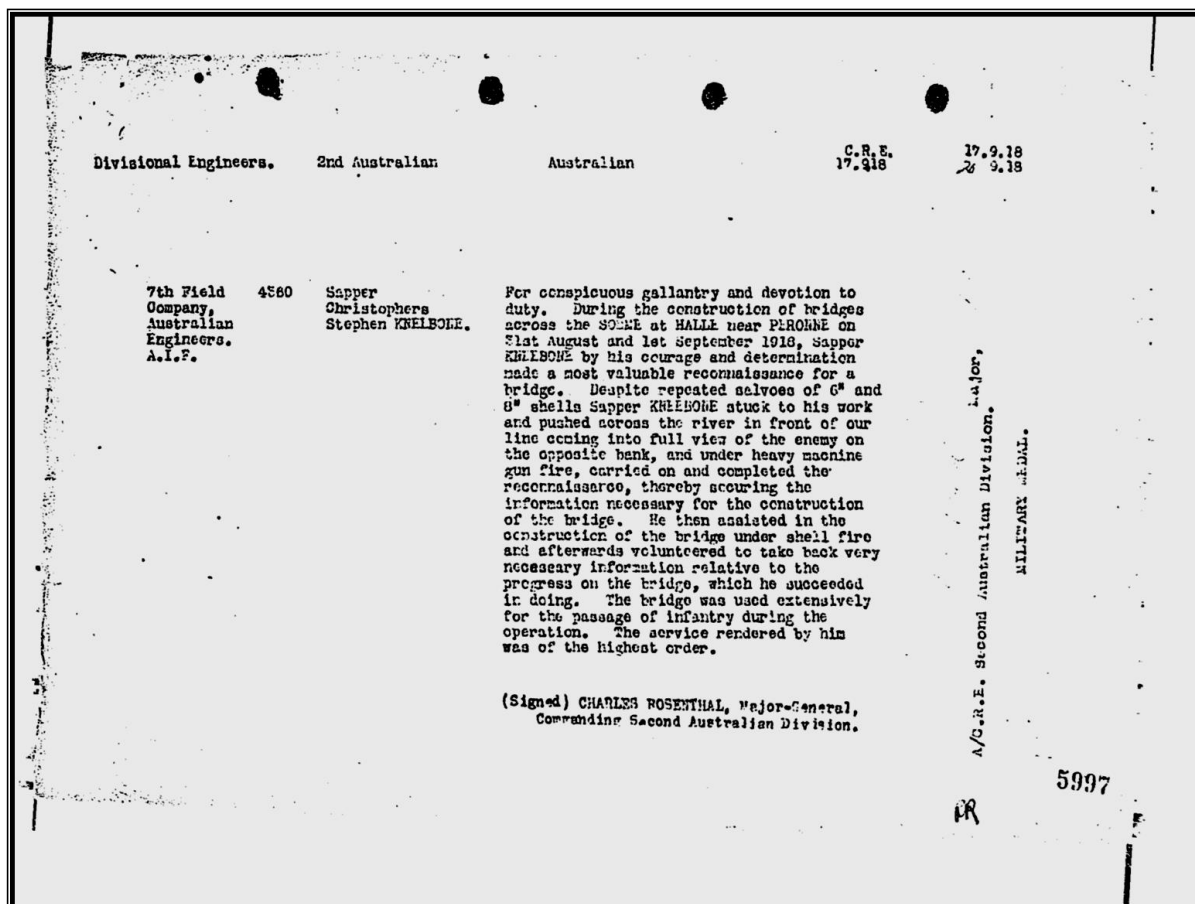 Divisional Engineers. 2nd Australian Australian C.R.E. 17.9.18
17.918 26 9.18
7th Field 4560 Sapper
Company, Christophers
Australian Stephen KNELBONE.
Engineers.
A.I.F.
For conspicuous gallantry and devotion to
duty. During the construction of bridges
across the SOMME at HALLE near PERONNE on
31st August and 1st September 1918, Sapper
KNEEBONE by his courage and determination
made a most valuable reconnaissance for a
bridge. Despite repeated salvoes of 6" and
8" shells Sapper KNEEBONE stuck to his work
and pushed across the river in front of our
line coming into full view of the enemy on
the opposite bank, and under heavy machine
gun fire, carried on and completed the
reconnaissance, thereby securing the
information necessary for the construction
of the bridge. He then assisted in the
construction of the bridge under shell fire
and afterwards volunteered to take back very
necessary information relative to the
progress on the bridge, which he succeeded
in doing. The bridge was used extensively
for the passage of infantry during the
operation. The service rendered by him
was of the highest order.
(Signed) CHARLES ROSENTHAL, Major-General,
Commanding Second Australian Division.
A/C.R.E. Second Australian Division. Major,
MILITARY MEDAL.
5997